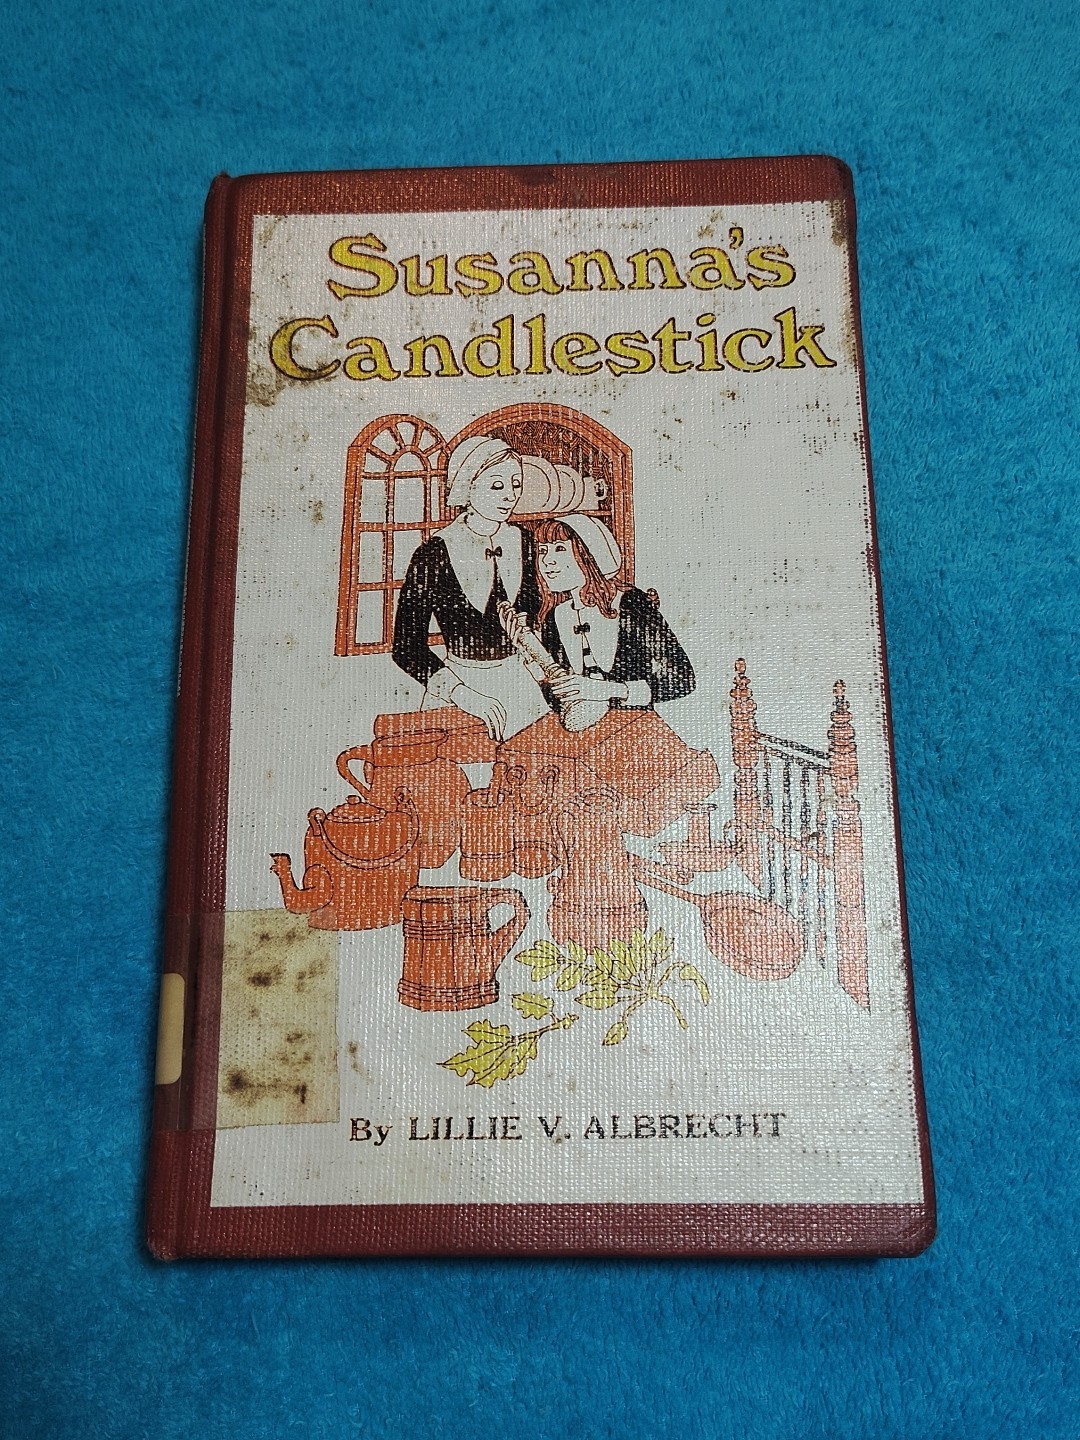 Susanna's
Candlestick
By LILLIE V. ALBRECHT